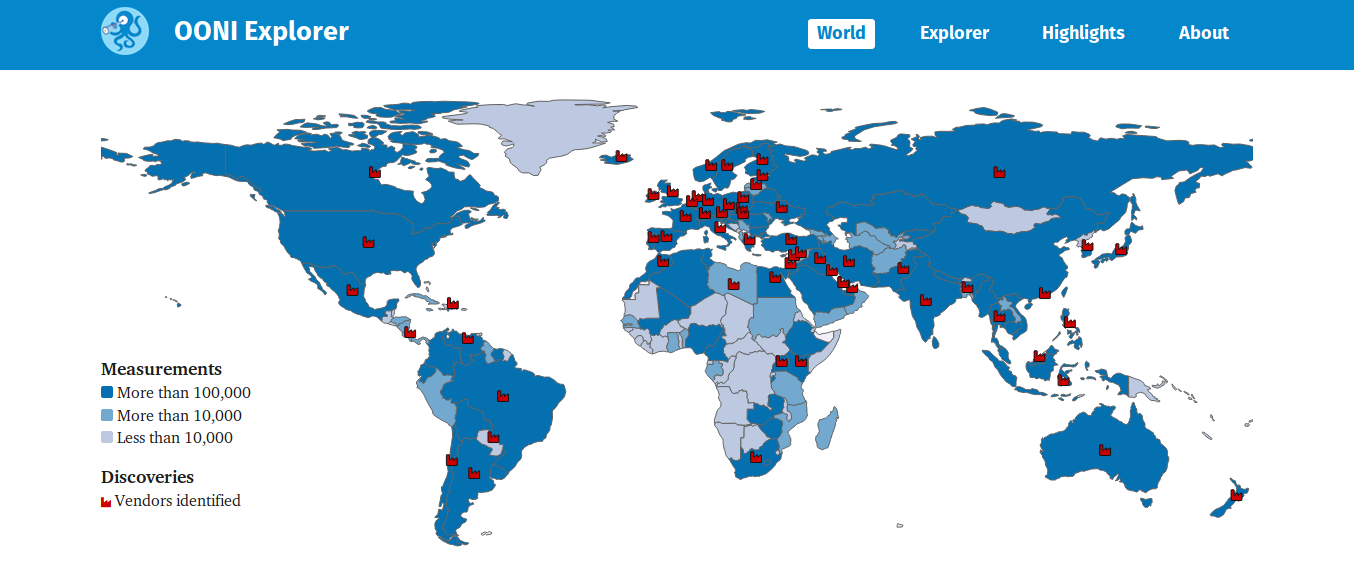 OONI Explorer
World
Explorer
Highlights
About
Measurements
More than 100,000
More than 10,000
Less than 10,000
Discoveries
Vendors identified